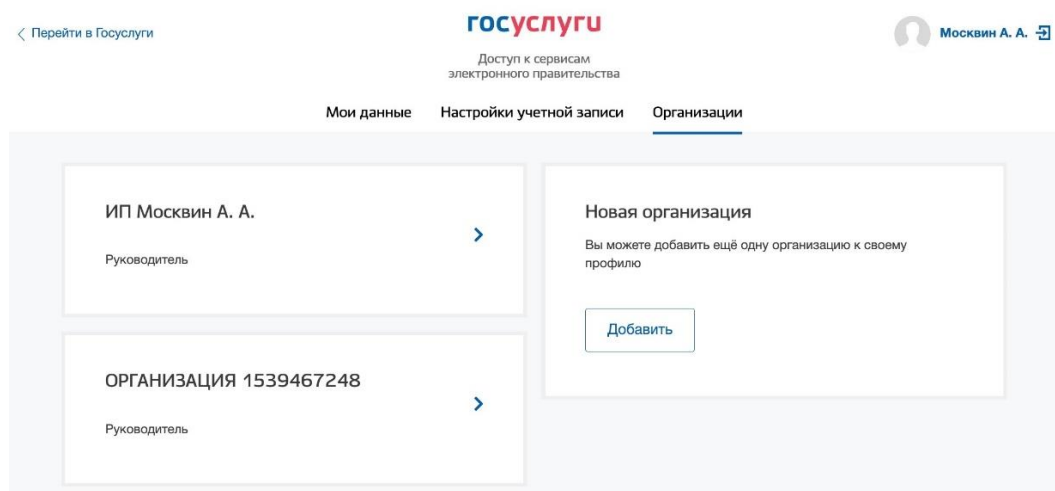 Перейти в Госуслуги
госуслуги
Москвин А. А.
Доступ к сервисам
электронного правительства
Мои данные Настройки учетной записи Организации
ИП Москвин А. А.
Руководитель
Новая организация
Вы можете добавить ещё одну организацию к своему
профилю
Добавить
ОРГАНИЗАЦИЯ 1539467248
Руководитель